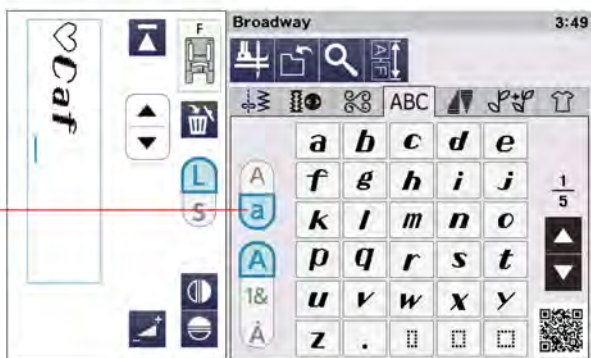 ♡Caf
F
L
S
Broadway
3:49
ABC
A
a
A
1&
Ȧ
a b c d e
f g h i j
k l m n o
p q r s t
u v w x y
z .
1
5